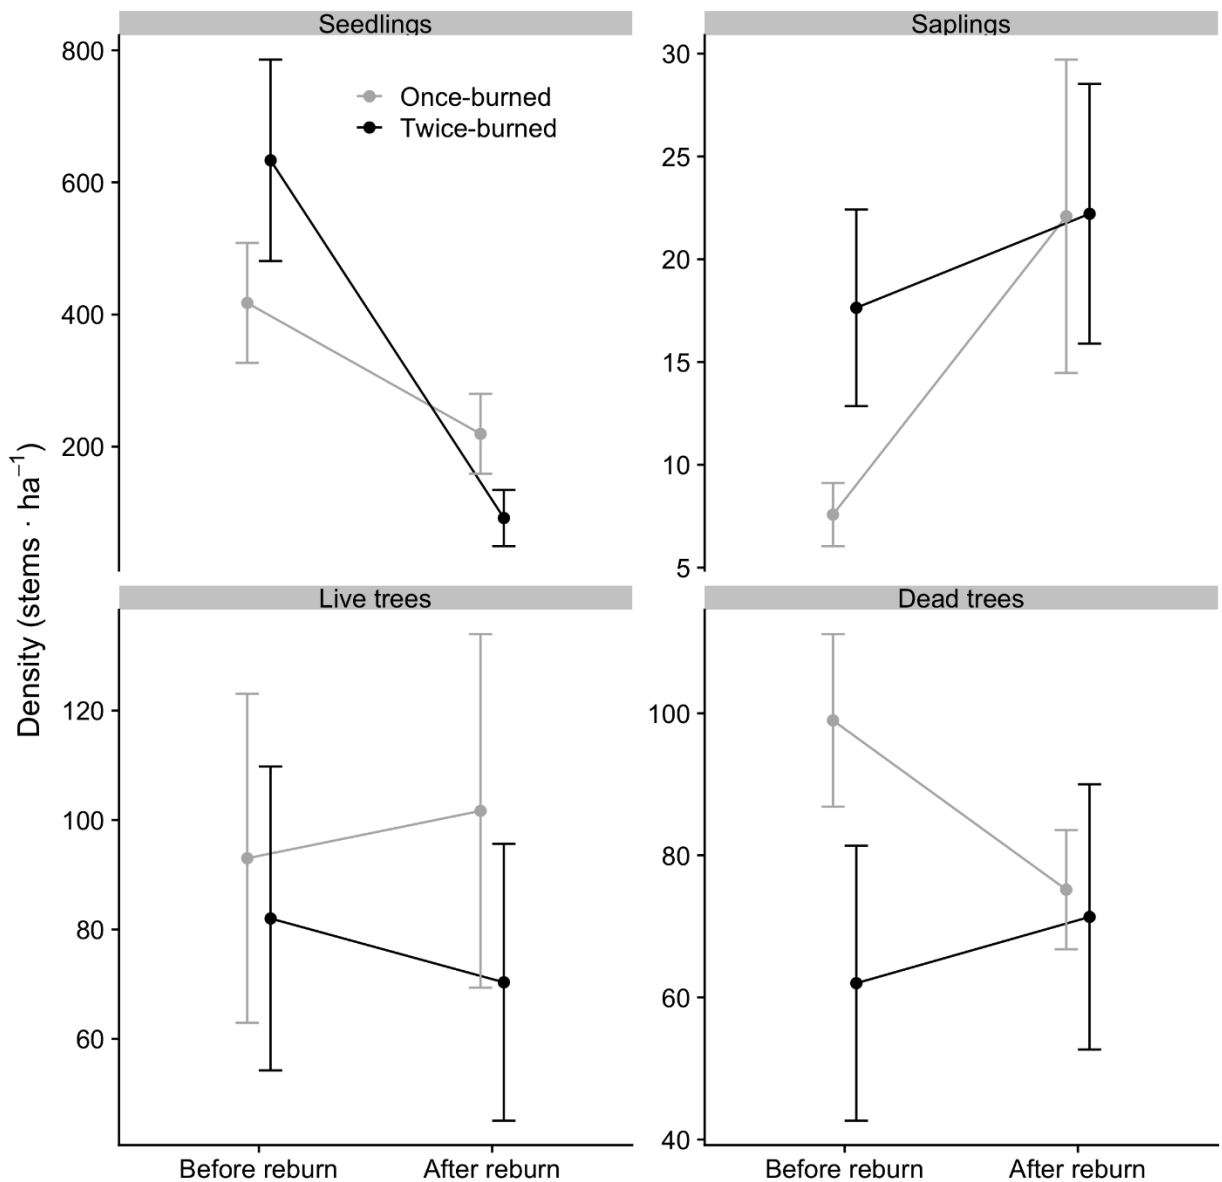 Seedlings
Saplings
800
600
400
200
Once-burned
Twice-burned
30
25
20
15
10
5
Density (stems · ha⁻¹)
Live trees
Dead trees
120
100
80
60
100
80
60
40
Before reburn
After reburn
Before reburn
After reburn